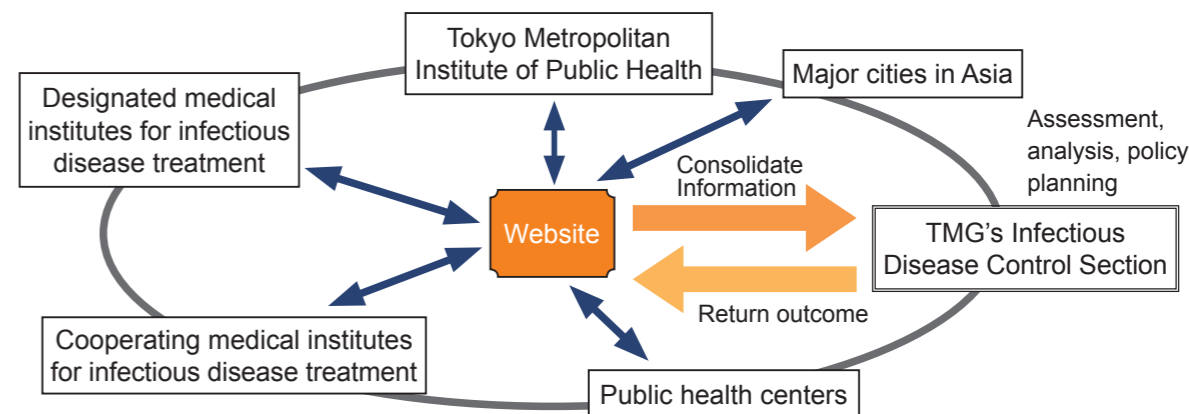 Tokyo Metropolitan
Institute of Public Health
Major cities in Asia
Designated medical
institutes for infectious
disease treatment
Assessment,
analysis, policy
planning
Consolidate
Information
Website
TMG's Infectious
Disease Control Section
Return outcome
Cooperating medical institutes
for infectious disease treatment
Public health centers